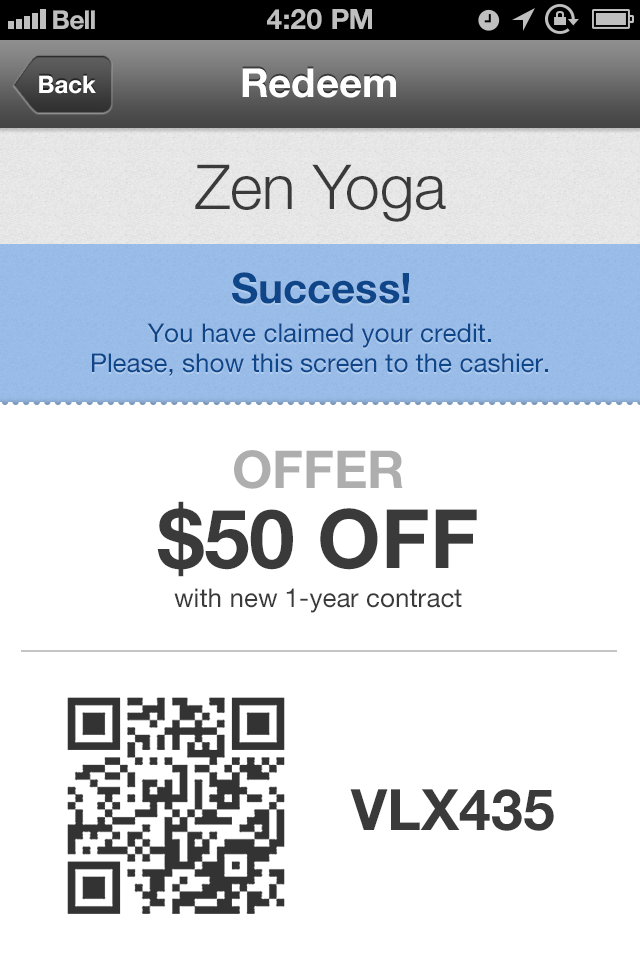 Bell 4:20 PM
Back Redeem
Zen Yoga
Success!
You have claimed your credit.
Please, show this screen to the cashier.
OFFER
$50 OFF
with new 1-year contract
VLX435